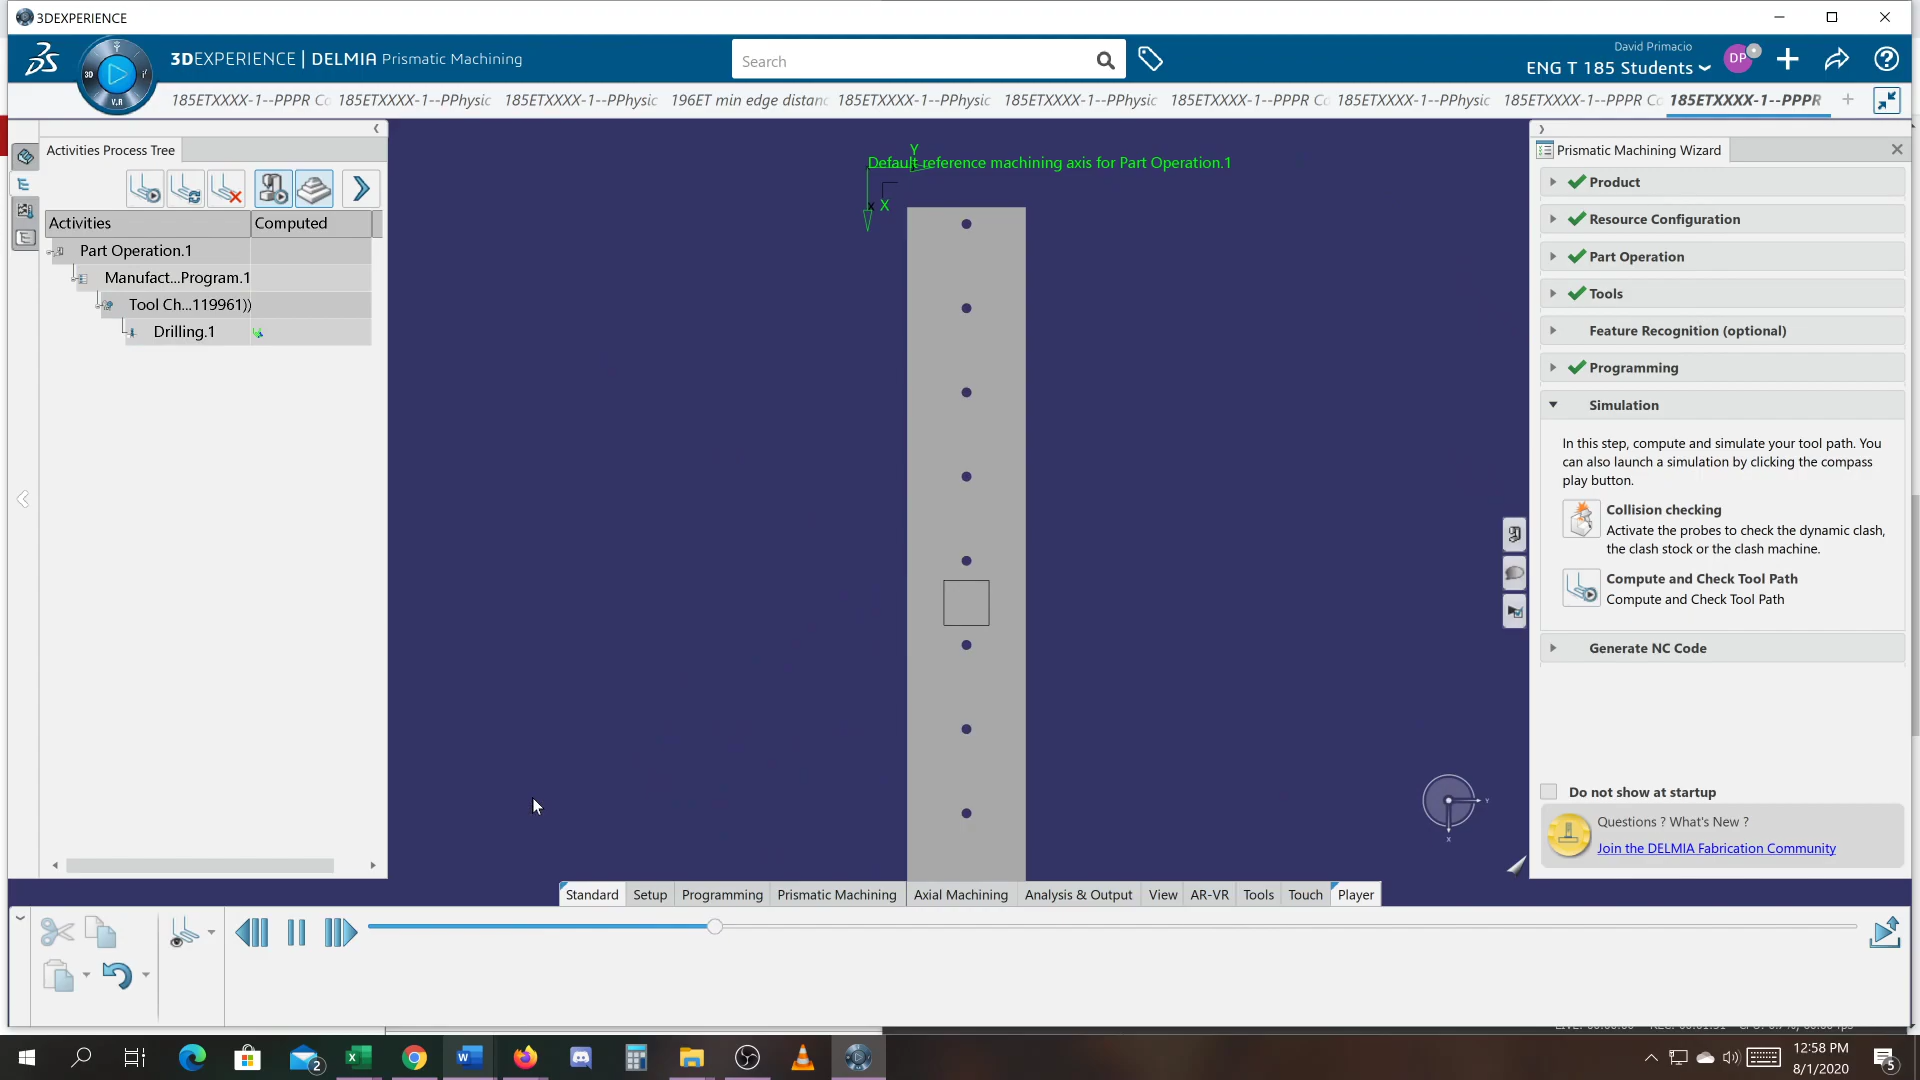 3DEXPERIENCE
3DEXPERIENCE | DELMIA Prismatic Machining
3D
V.R
Search
David Primacio
ENG T 185 Students
DP
185ETXXXX-1--PPPR Co
185ETXXXX-1--PPhysic
185ETXXXX-1--PPhysic
196ET min edge distanc
185ETXXXX-1--PPhysic
185ETXXXX-1--PPhysic
185ETXXXX-1--PPPR Co
185ETXXXX-1--PPhysic
185ETXXXX-1--PPPR Co
185ETXXXX-1--PPPR
Activities Process Tree
Activities
Computed
Part Operation.1
Manufact...Program.1
Tool Ch...119961))
Drilling.1
Y
Default reference machining axis for Part Operation.1
X
X
Y
X
Prismatic Machining Wizard
Product
Resource Configuration
Part Operation
Tools
Feature Recognition (optional)
Programming
Simulation
In this step, compute and simulate your tool path. You
can also launch a simulation by clicking the compass
play button.
Collision checking
Activate the probes to check the dynamic clash,
the clash stock or the clash machine.
Compute and Check Tool Path
Compute and Check Tool Path
Generate NC Code
Do not show at startup
Questions ? What's New ?
Join the DELMIA Fabrication Community
Standard
Setup
Programming
Prismatic Machining
Axial Machining
Analysis & Output
View
AR-VR
Tools
Touch
Player
2
12:58 PM
8/1/2020
5